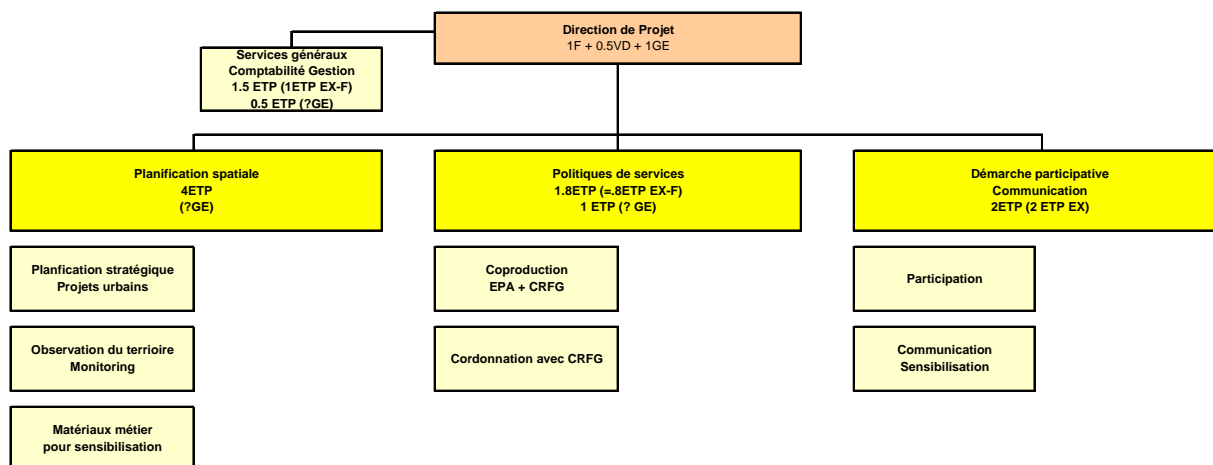 Direction de Projet
1F + 0.5VD + 1GE
Services généraux
Comptabilité Gestion
1.5 ETP (1ETP EX-F)
0.5 ETP (?GE)
Planification spatiale
4ETP
(?GE)
Politiques de services
1.8ETP (=.8ETP EX-F)
1 ETP (? GE)
Démarche participative
Communication
2ETP (2 ETP EX)
Planfication stratégique
Projets urbains
Coproduction
EPA + CRFG
Participation
Observation du terrioire
Monitoring
Cordonnation avec CRFG
Communication
Sensibilisation
Matériaux métier
pour sensibilisation